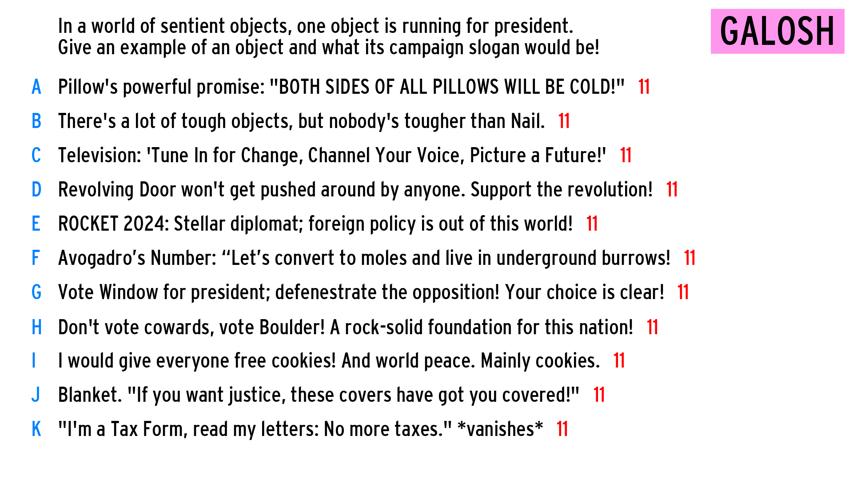 In a world of sentient objects, one object is running for president.
Give an example of an object and what its campaign slogan would be!
GALOSH
A Pillow's powerful promise: "BOTH SIDES OF ALL PILLOWS WILL BE COLD!" 11
B There's a lot of tough objects, but nobody's tougher than Nail. 11
C Television: 'Tune In for Change, Channel Your Voice, Picture a Future!' 11
D Revolving Door won't get pushed around by anyone. Support the revolution! 11
E ROCKET 2024: Stellar diplomat; foreign policy is out of this world! 11
F Avogadro’s Number: “Let’s convert to moles and live in underground burrows! 11
G Vote Window for president; defenestrate the opposition! Your choice is clear! 11
H Don't vote cowards, vote Boulder! A rock-solid foundation for this nation! 11
I I would give everyone free cookies! And world peace. Mainly cookies. 11
J Blanket. "If you want justice, these covers have got you covered!" 11
K "I'm a Tax Form, read my letters: No more taxes." *vanishes* 11